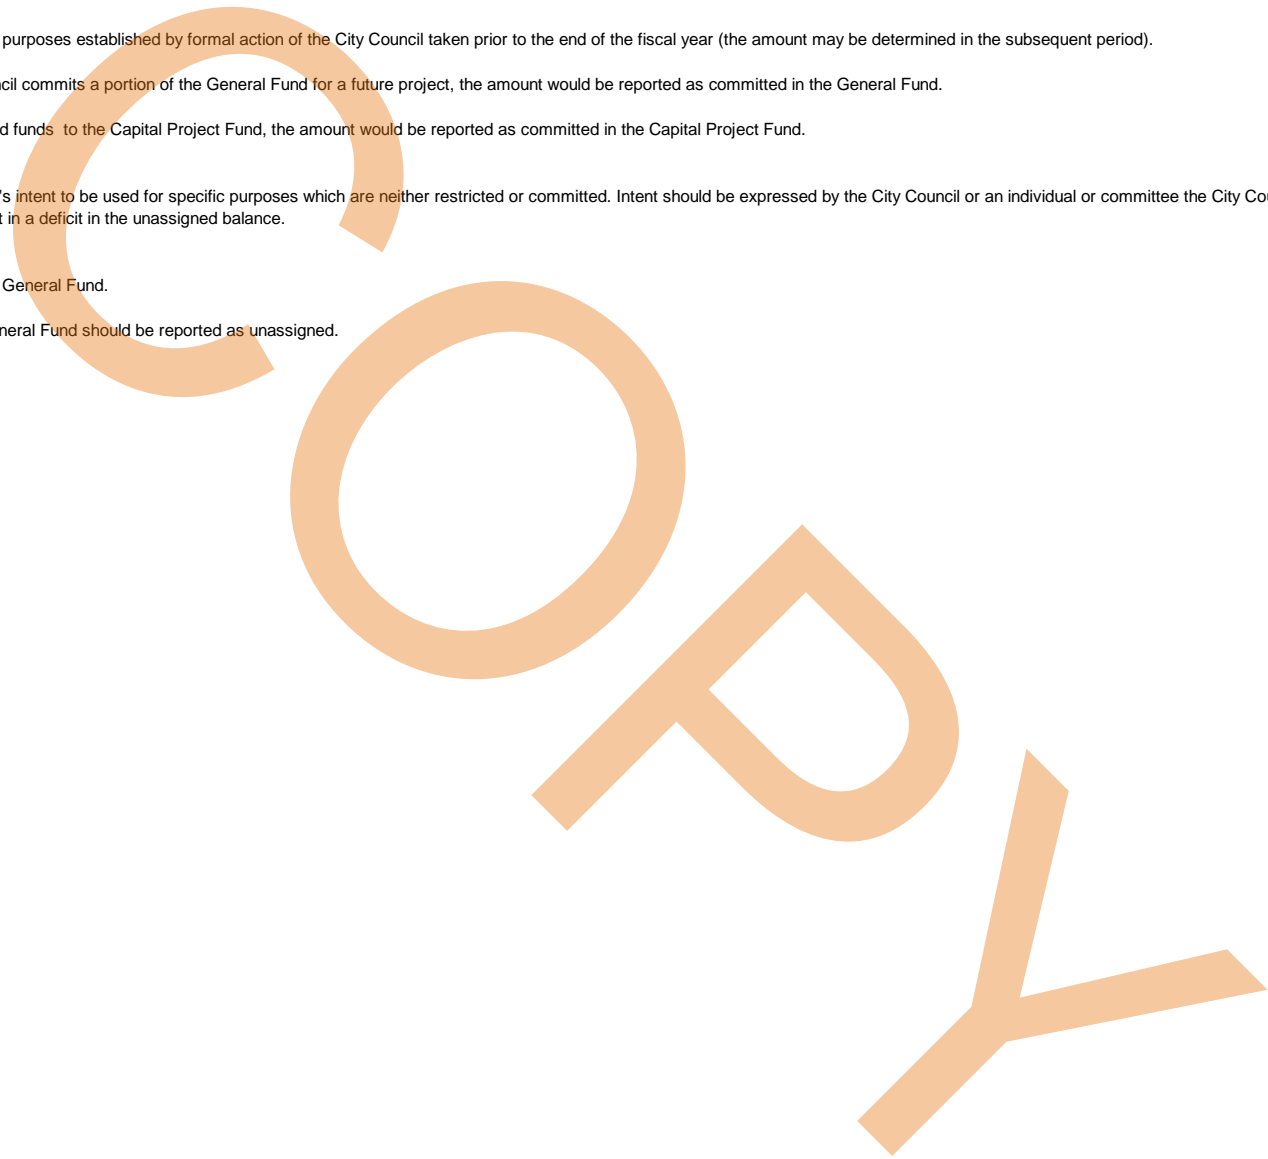 purposes established by formal action of the City Council taken prior to the end of the fiscal year (the amount may be determined in the subsequent period).
commits a portion of the General Fund for a future project, the amount would be reported as committed in the General Fund.
funds to the Capital Project Fund, the amount would be reported as committed in the Capital Project Fund.
's intent to be used for specific purposes which are neither restricted or committed. Intent should be expressed by the City Council or an individual or committee the City
in a deficit in the unassigned balance.
General Fund.
Fund should be reported as unassigned.
COPY